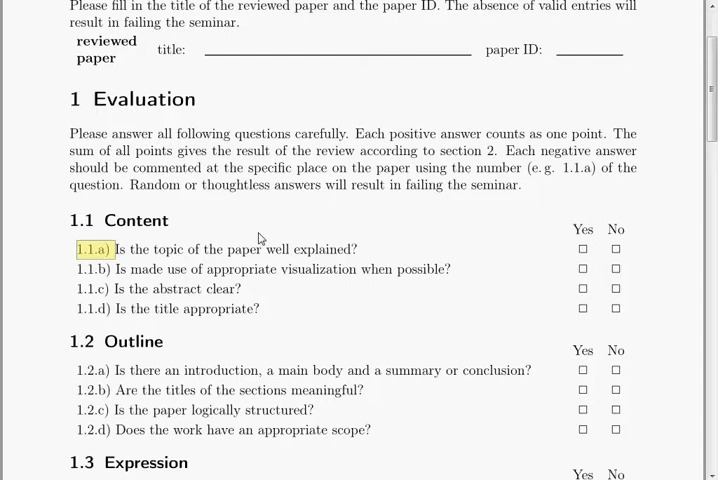 Please fill in the title of the reviewed paper and the paper ID. The absence of valid entries will
result in failing the seminar.
reviewed
paper
title:
paper ID:
1 Evaluation
Please answer all following questions carefully. Each positive answer counts as one point. The
sum of all points gives the result of the review according to section 2. Each negative answer
should be commented at the specific place on the paper using the number (e. g. 1.1.a) of the
question. Random or thoughtless answers will result in failing the seminar.
1.1 Content
Yes No
1.1.a) Is the topic of the paper well explained?
1.1.b) Is made use of appropriate visualization when possible?
1.1.c) Is the abstract clear?
1.1.d) Is the title appropriate?
1.2 Outline
Yes No
1.2.a) Is there an introduction, a main body and a summary or conclusion?
1.2.b) Are the titles of the sections meaningful?
1.2.c) Is the paper logically structured?
1.2.d) Does the work have an appropriate scope?
1.3 Expression
Yes No